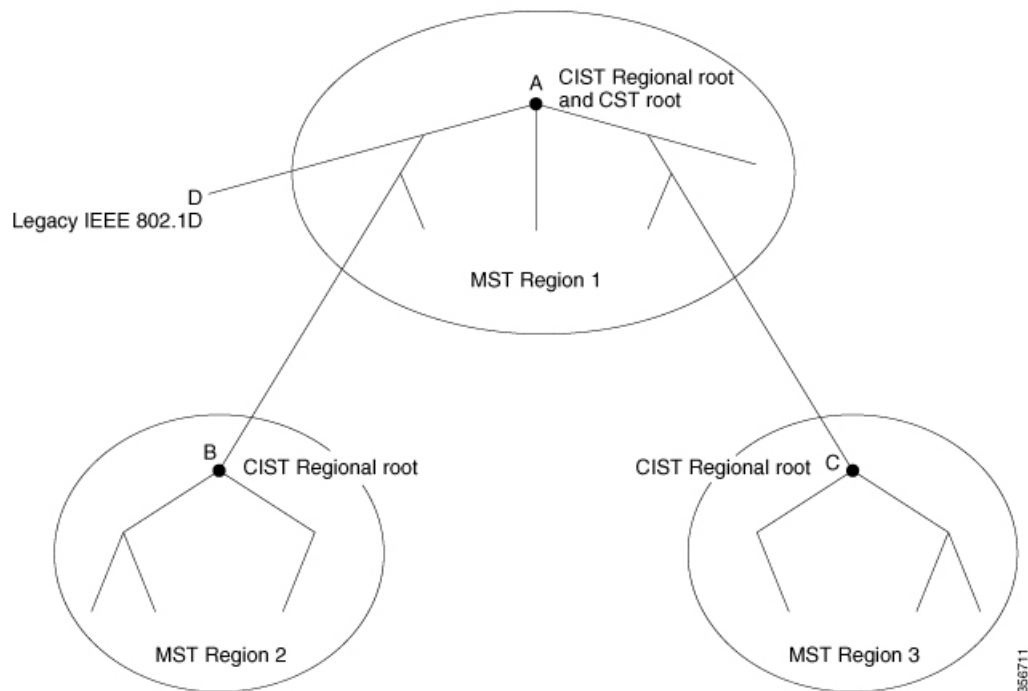 A
CIST Regional root
and CST root
D
Legacy IEEE 802.1D
MST Region 1
B
CIST Regional root
CIST Regional root
C
MST Region 2
MST Region 3
356711